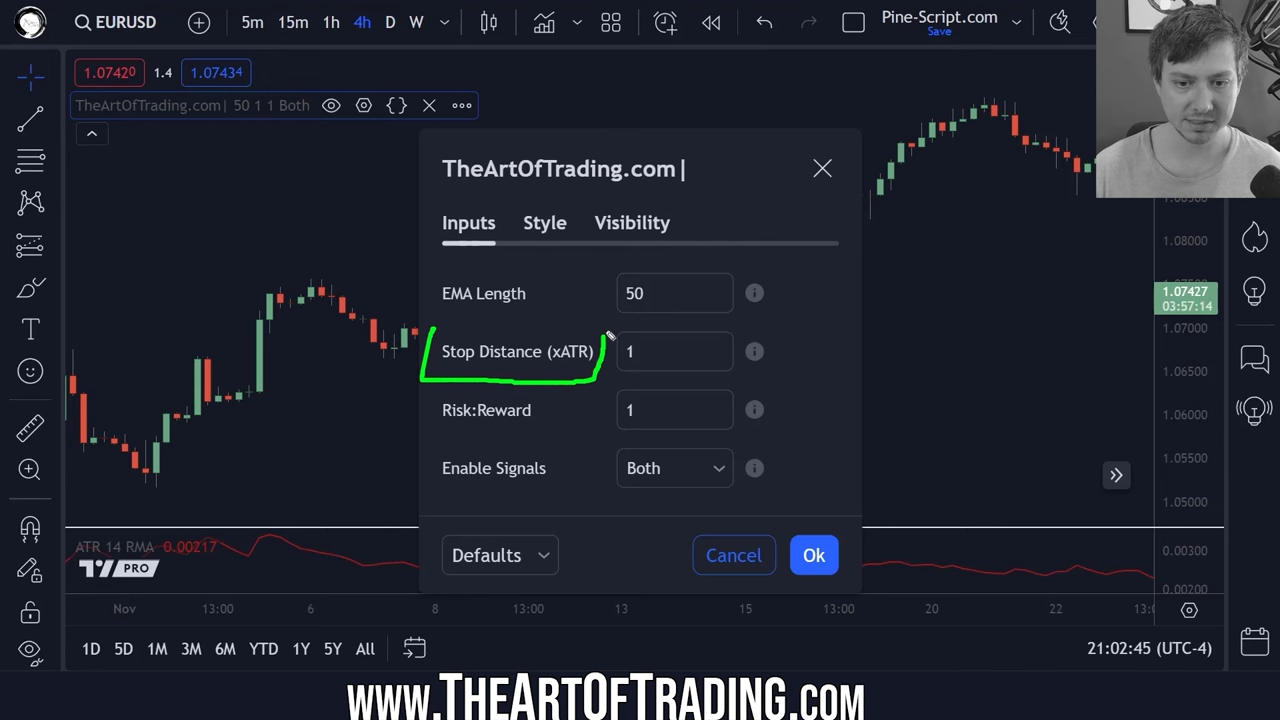 EURUSD
5m 15m 1h 4h D W
Pine-Script.com
Save
1.07420 1.4 1.07434
TheArtOfTrading.com| 50 1 1 Both
TheArtOfTrading.com|
Inputs Style Visibility
EMA Length 50
Stop Distance (xATR) 1
Risk:Reward 1
Enable Signals Both
Defaults Cancel Ok
1.08000
1.07427
03:57:14
1.07000
1.06500
1.06000
1.05500
1.05000
ATR 14 RMA 0.00217
PRO
0.00300
0.00200
Nov 13:00 6 8 13:00 13 15 13:00 20 22
1D 5D 1M 3M 6M YTD 1Y 5Y All
21:02:45 (UTC-4)
www.TheArtOfTrading.com